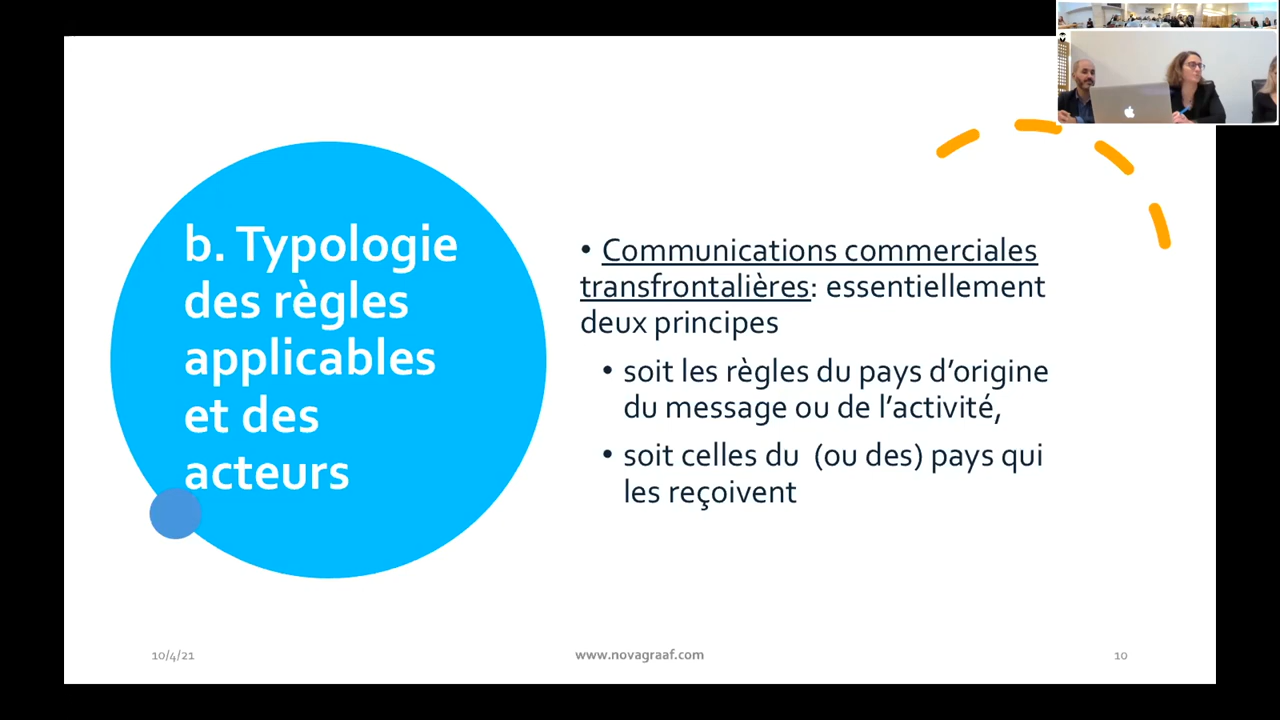 b. Typologie
des règles
applicables
et des
acteurs
• Communications commerciales
transfrontalières: essentiellement
deux principes
• soit les règles du pays d’origine
du message ou de l’activité,
• soit celles du  (ou des) pays qui
les reçoivent
10/4/21
www.novagraaf.com
10